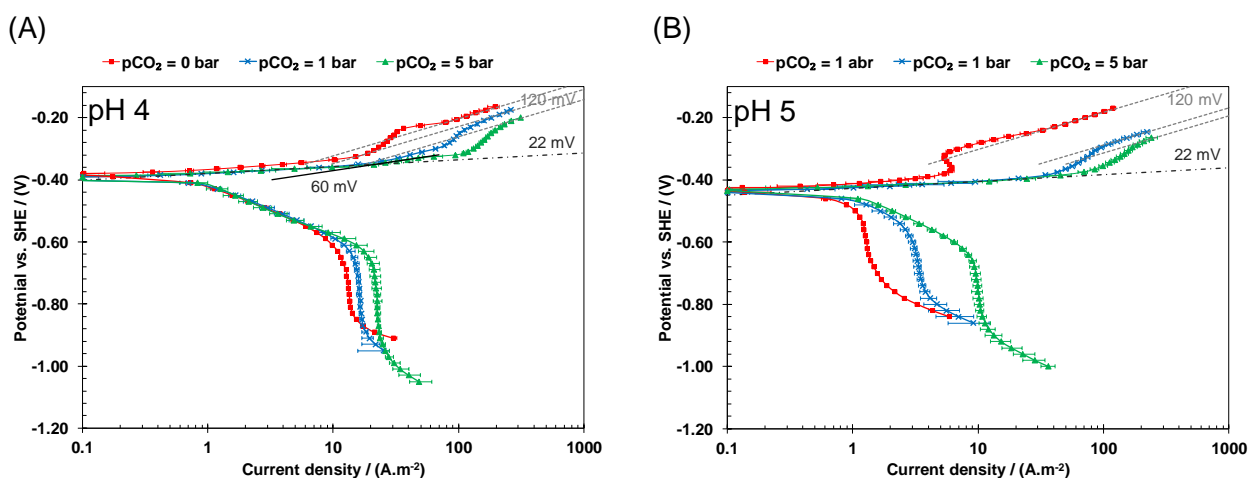 (A)
(B)
pCO₂ = 0 bar pCO₂ = 1 bar pCO₂ = 5 bar
pCO₂ = 1 abr pCO₂ = 1 bar pCO₂ = 5 bar
pH 4
120 mV
22 mV
60 mV
-0.20
-0.40
-0.60
-0.80
-1.00
-1.20
Potenial vs. SHE / (V)
0.1 1 10 100 1000
Current density / (A.m⁻²)
pH 5
120 mV
22 mV
-0.20
-0.40
-0.60
-0.80
-1.00
-1.20
Potential vs. SHE / (V)
0.1 1 10 100 1000
Current density / (A.m⁻²)